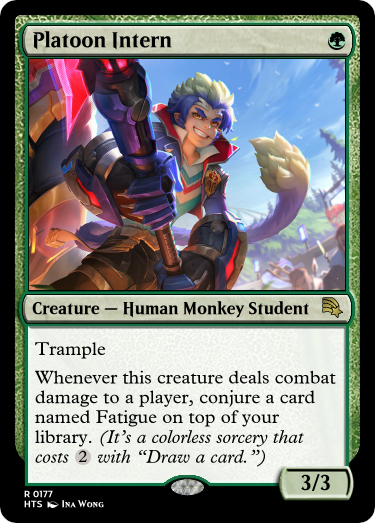 Platoon Intern
Creature — Human Monkey Student
Trample
Whenever this creature deals combat
damage to a player, conjure a card
named Fatigue on top of your
library. (It's a colorless sorcery that
costs 2 with “Draw a card.”)
3/3
R 0177
HTS Ina Wong